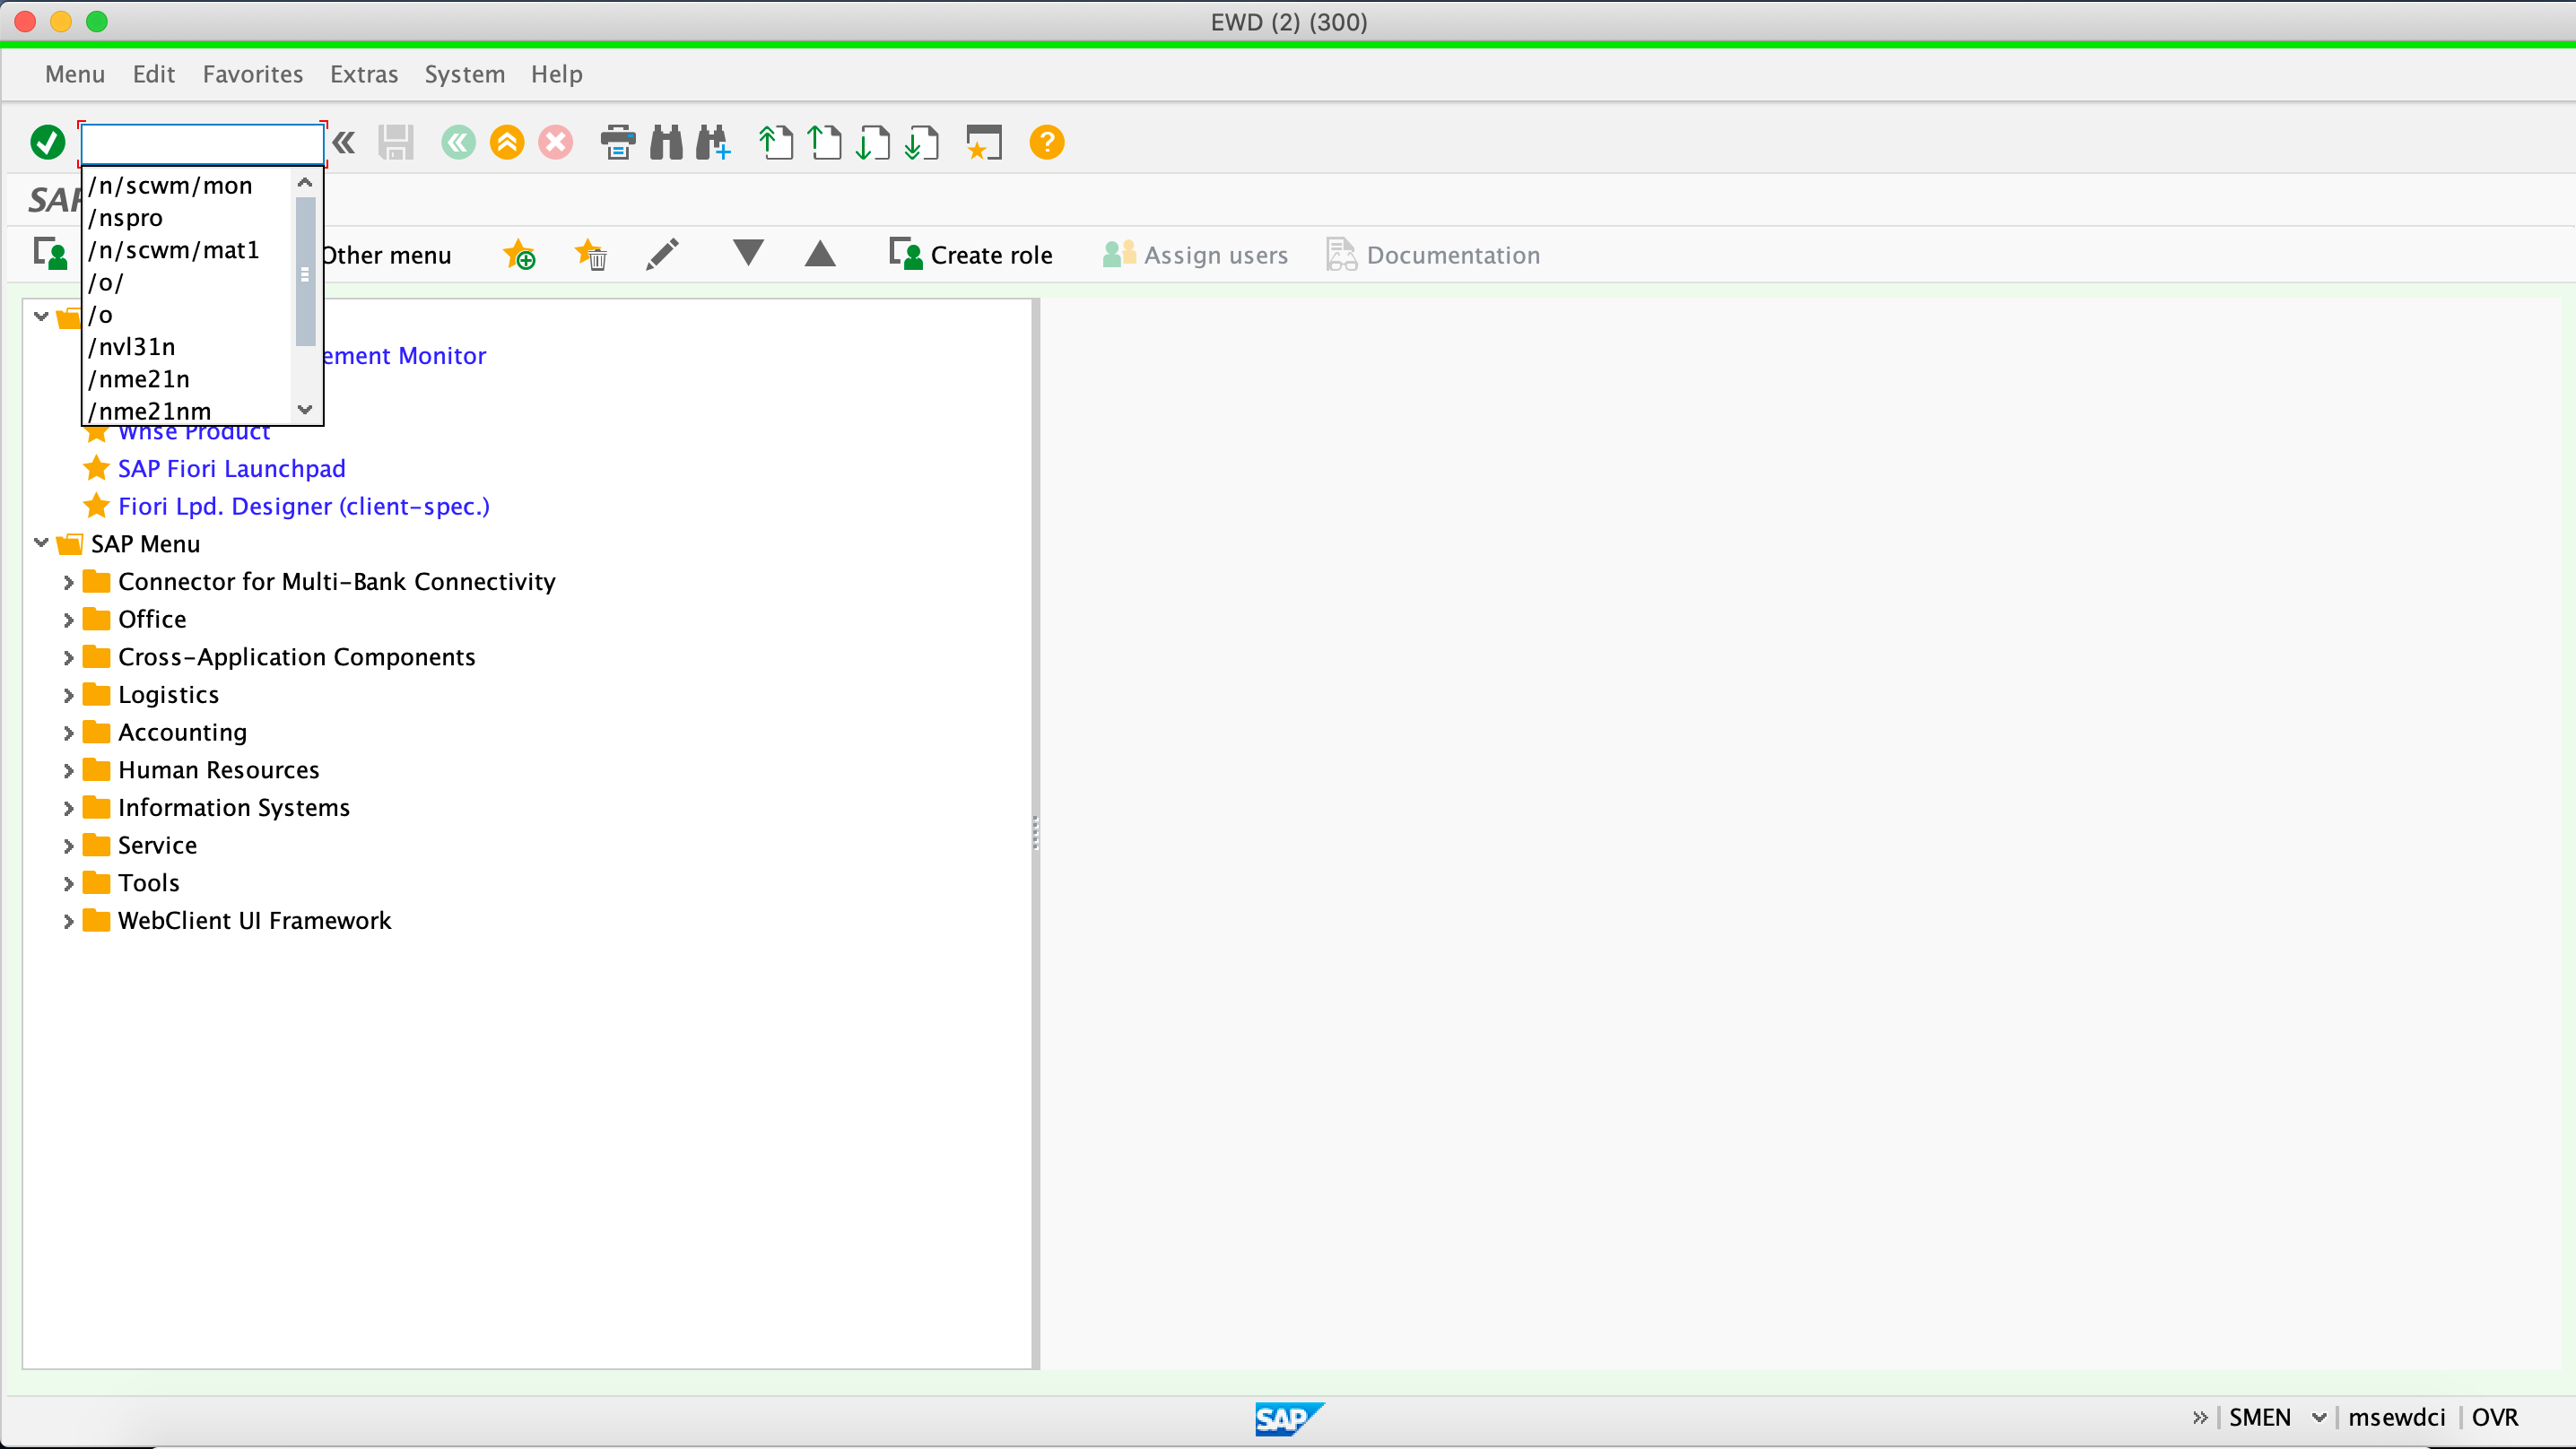 EWD (2) (300)
Menu Edit Favorites Extras System Help
/n/scwm/mon
/nspro
/n/scwm/mat1
/o/
/o
/nvl31n
/nme21n
/nme21nm
SAP
Other menu Create role Assign users Documentation
ement Monitor
Whse Product
SAP Fiori Launchpad
Fiori Lpd. Designer (client-spec.)
SAP Menu
Connector for Multi-Bank Connectivity
Office
Cross-Application Components
Logistics
Accounting
Human Resources
Information Systems
Service
Tools
WebClient UI Framework
SAP SMEN msewdci OVR